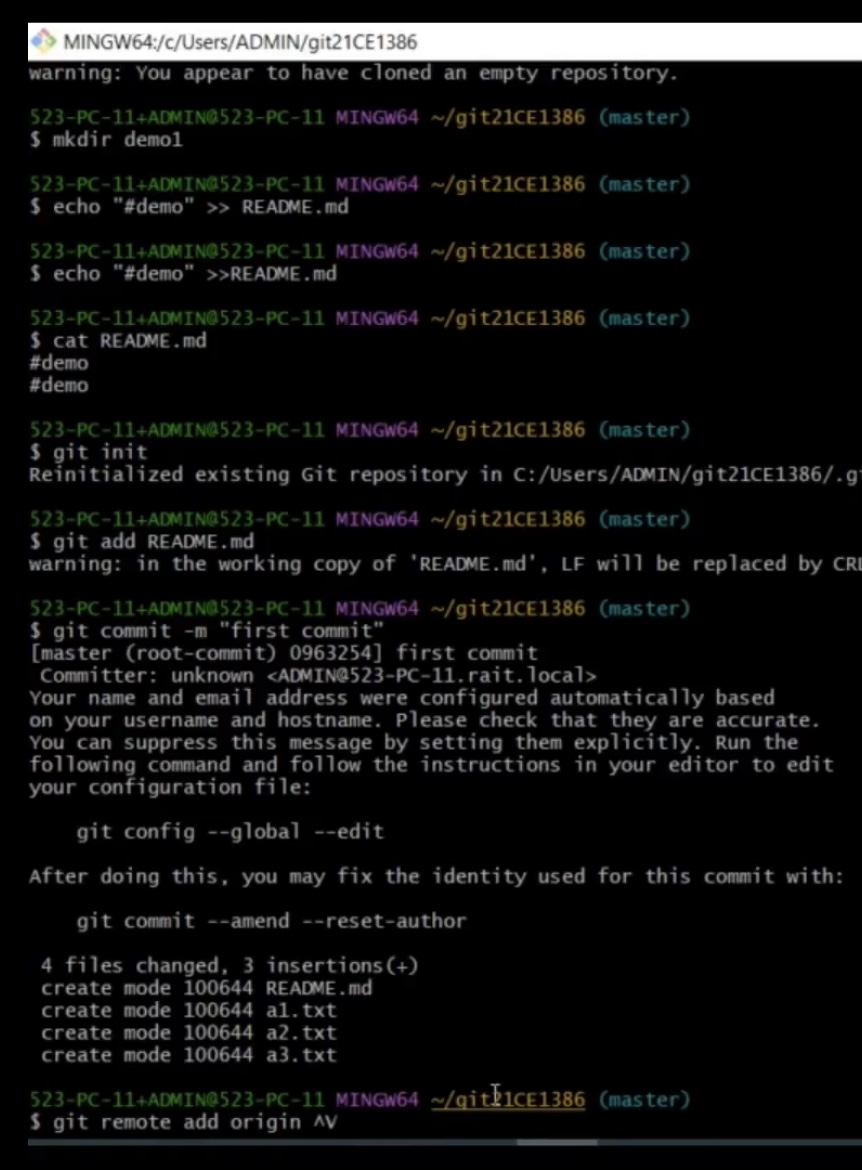 MINGW64:/c/Users/ADMIN/git21CE1386
warning: You appear to have cloned an empty repository.
523-PC-11+ADMIN@523-PC-11 MINGW64 ~/git21CE1386 (master)
$ mkdir demo1
523-PC-11+ADMIN@523-PC-11 MINGW64 ~/git21CE1386 (master)
$ echo "#demo" >> README.md
523-PC-11+ADMIN@523-PC-11 MINGW64 ~/git21CE1386 (master)
$ echo "#demo" >>README.md
523-PC-11+ADMIN@523-PC-11 MINGW64 ~/git21CE1386 (master)
$ cat README.md
#demo
#demo
523-PC-11+ADMIN@523-PC-11 MINGW64 ~/git21CE1386 (master)
$ git init
Reinitialized existing Git repository in C:/Users/ADMIN/git21CE1386/.gi
523-PC-11+ADMIN@523-PC-11 MINGW64 ~/git21CE1386 (master)
$ git add README.md
warning: in the working copy of 'README.md', LF will be replaced by CRL
523-PC-11+ADMIN@523-PC-11 MINGW64 ~/git21CE1386 (master)
$ git commit -m "first commit"
[master (root-commit) 0963254] first commit
Committer: unknown <ADMIN@523-PC-11.rait.local>
Your name and email address were configured automatically based
on your username and hostname. Please check that they are accurate.
You can suppress this message by setting them explicitly. Run the
following command and follow the instructions in your editor to edit
your configuration file:
git config --global --edit
After doing this, you may fix the identity used for this commit with:
git commit --amend --reset-author
4 files changed, 3 insertions(+)
create mode 100644 README.md
create mode 100644 a1.txt
create mode 100644 a2.txt
create mode 100644 a3.txt
523-PC-11+ADMIN@523-PC-11 MINGW64 ~/git21CE1386 (master)
$ git remote add origin ^V